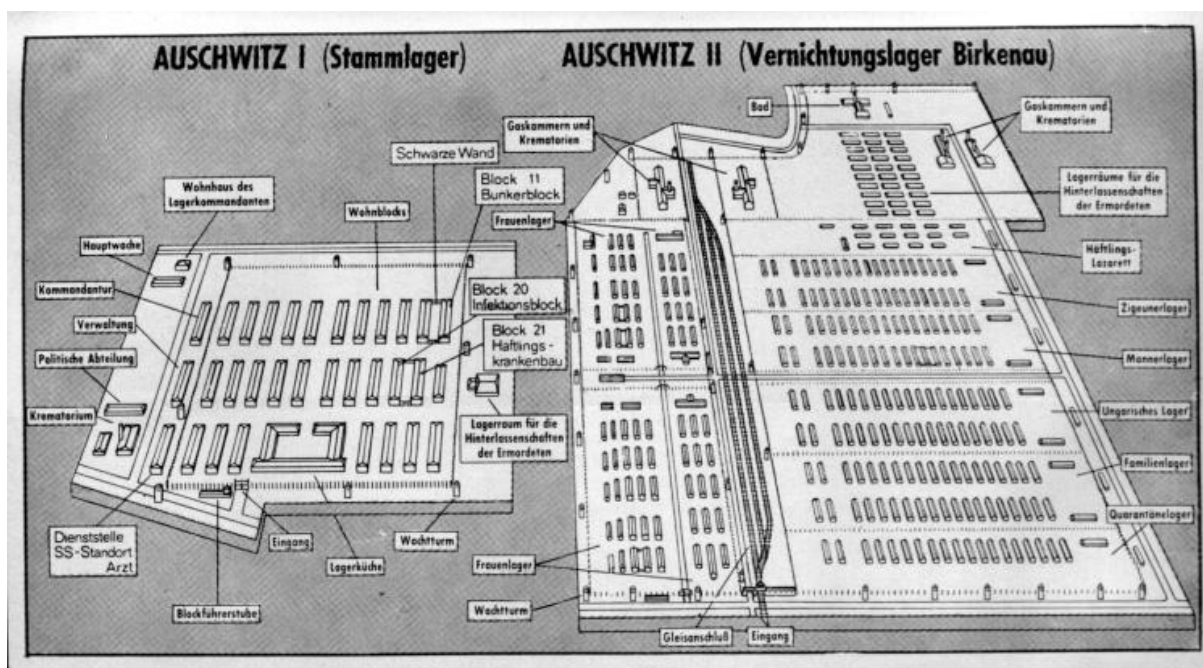 AUSCHWITZ I (Stammlager)
AUSCHWITZ II (Vernichtungslager Birkenau)
Schwarze Wand
Wohnhaus des
Lagerkommandanten
Wohnblocks
Block 11
Bunkerblock
Hauptwache
Kommandantur
Block 20
Infektionsblock
Verwaltung
Block 21
Häftlings-
krankenbau
Politische Abteilung
Krematorium
Lagerraum für die
Hinterlassenschaften
der Ermordeten
Dienststelle
SS-Standort
Arzt
Eingang
Lagerküche
Wachtturm
Blockführerstube
Bad
Gaskammern und
Krematorien
Gaskammern und
Krematorien
Lagerräume für die
Hinterlassenschaften
der Ermordeten
Frauenlager
Häftlings-
Lazarett
Zigeunerlager
Männerlager
Ungarisches Lager
Familienlager
Quarantänelager
Frauenlager
Wachtturm
Gleisanschluß
Eingang